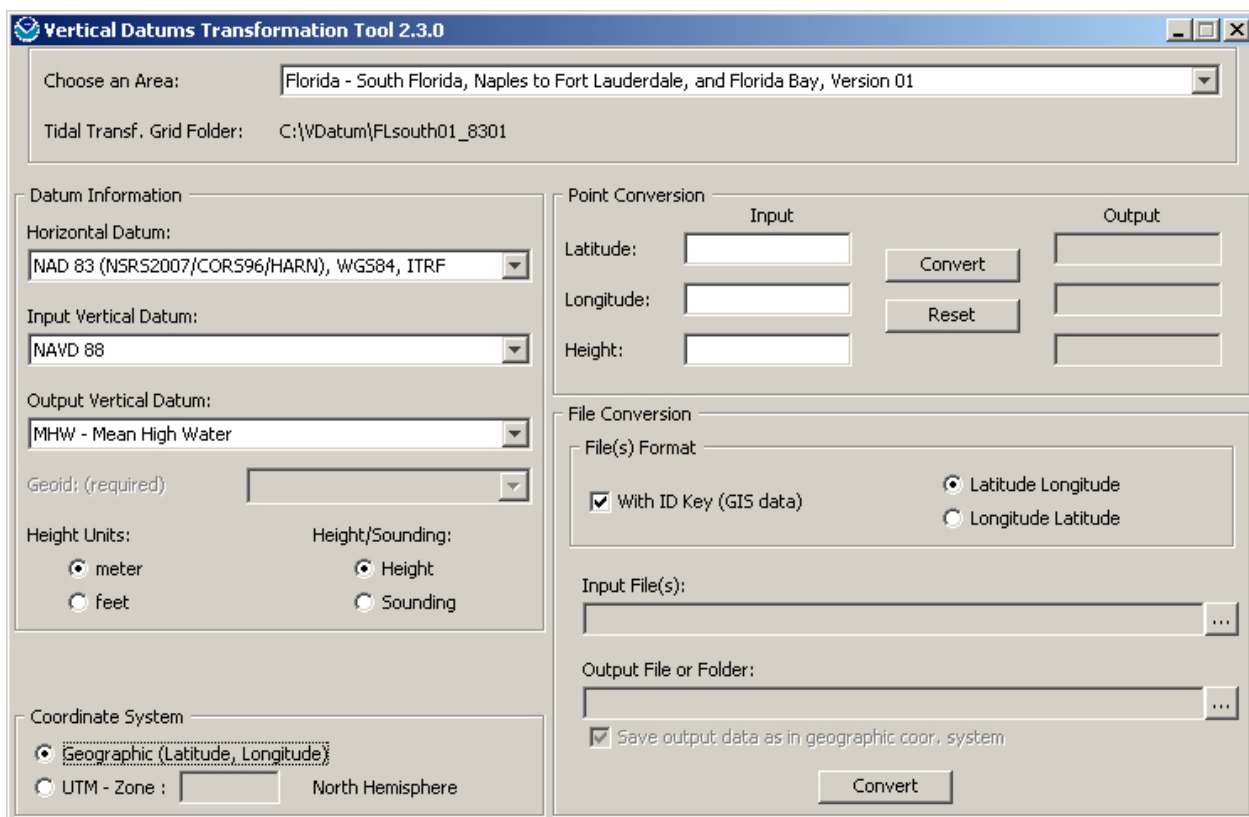 Vertical Datums Transformation Tool 2.3.0
Choose an Area: Florida - South Florida, Naples to Fort Lauderdale, and Florida Bay, Version 01
Tidal Transf. Grid Folder: C:\VDatum\FLsouth01_8301
Datum Information
Horizontal Datum:
NAD 83 (NSRS2007/CORS96/HARN), WGS84, ITRF
Input Vertical Datum:
NAVD 88
Output Vertical Datum:
MHW - Mean High Water
Geoid: (required)
Height Units: Height/Sounding:
meter Height
feet Sounding
Coordinate System
Geographic (Latitude, Longitude)
UTM - Zone : North Hemisphere
Point Conversion
Input Output
Latitude: Convert
Longitude: Reset
Height:
File Conversion
File(s) Format
With ID Key (GIS data) Latitude Longitude
Longitude Latitude
Input File(s):
...
Output File or Folder:
...
Save output data as in geographic coor. system
Convert